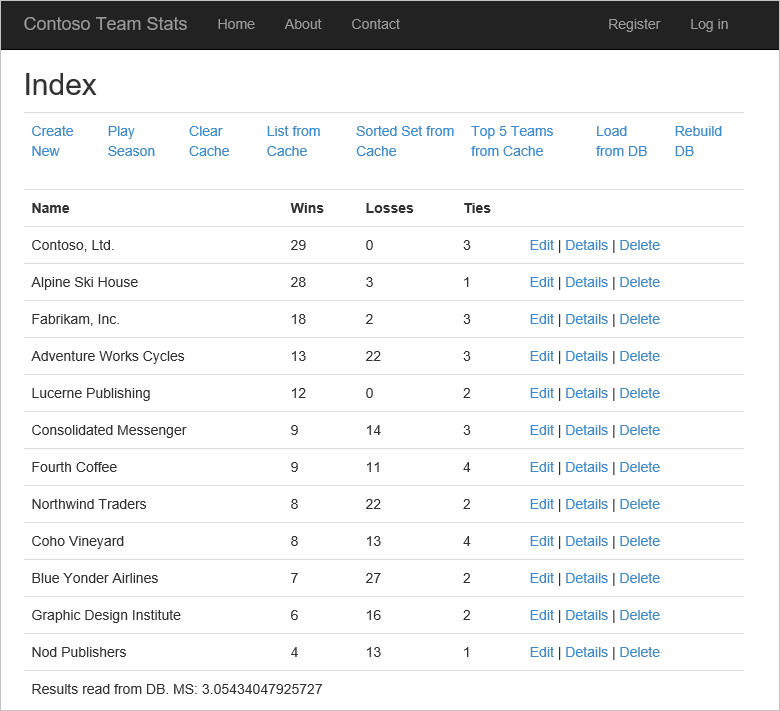 Contoso Team Stats Home About Contact Register Log in
Index
Create New Play Season Clear Cache List from Cache Sorted Set from Cache Top 5 Teams from Cache Load from DB Rebuild DB
Name Wins Losses Ties
Contoso, Ltd. 29 0 3 Edit | Details | Delete
Alpine Ski House 28 3 1 Edit | Details | Delete
Fabrikam, Inc. 18 2 3 Edit | Details | Delete
Adventure Works Cycles 13 22 3 Edit | Details | Delete
Lucerne Publishing 12 0 2 Edit | Details | Delete
Consolidated Messenger 9 14 3 Edit | Details | Delete
Fourth Coffee 9 11 4 Edit | Details | Delete
Northwind Traders 8 22 2 Edit | Details | Delete
Coho Vineyard 8 13 4 Edit | Details | Delete
Blue Yonder Airlines 7 27 2 Edit | Details | Delete
Graphic Design Institute 6 16 2 Edit | Details | Delete
Nod Publishers 4 13 1 Edit | Details | Delete
Results read from DB. MS: 3.05434047925727